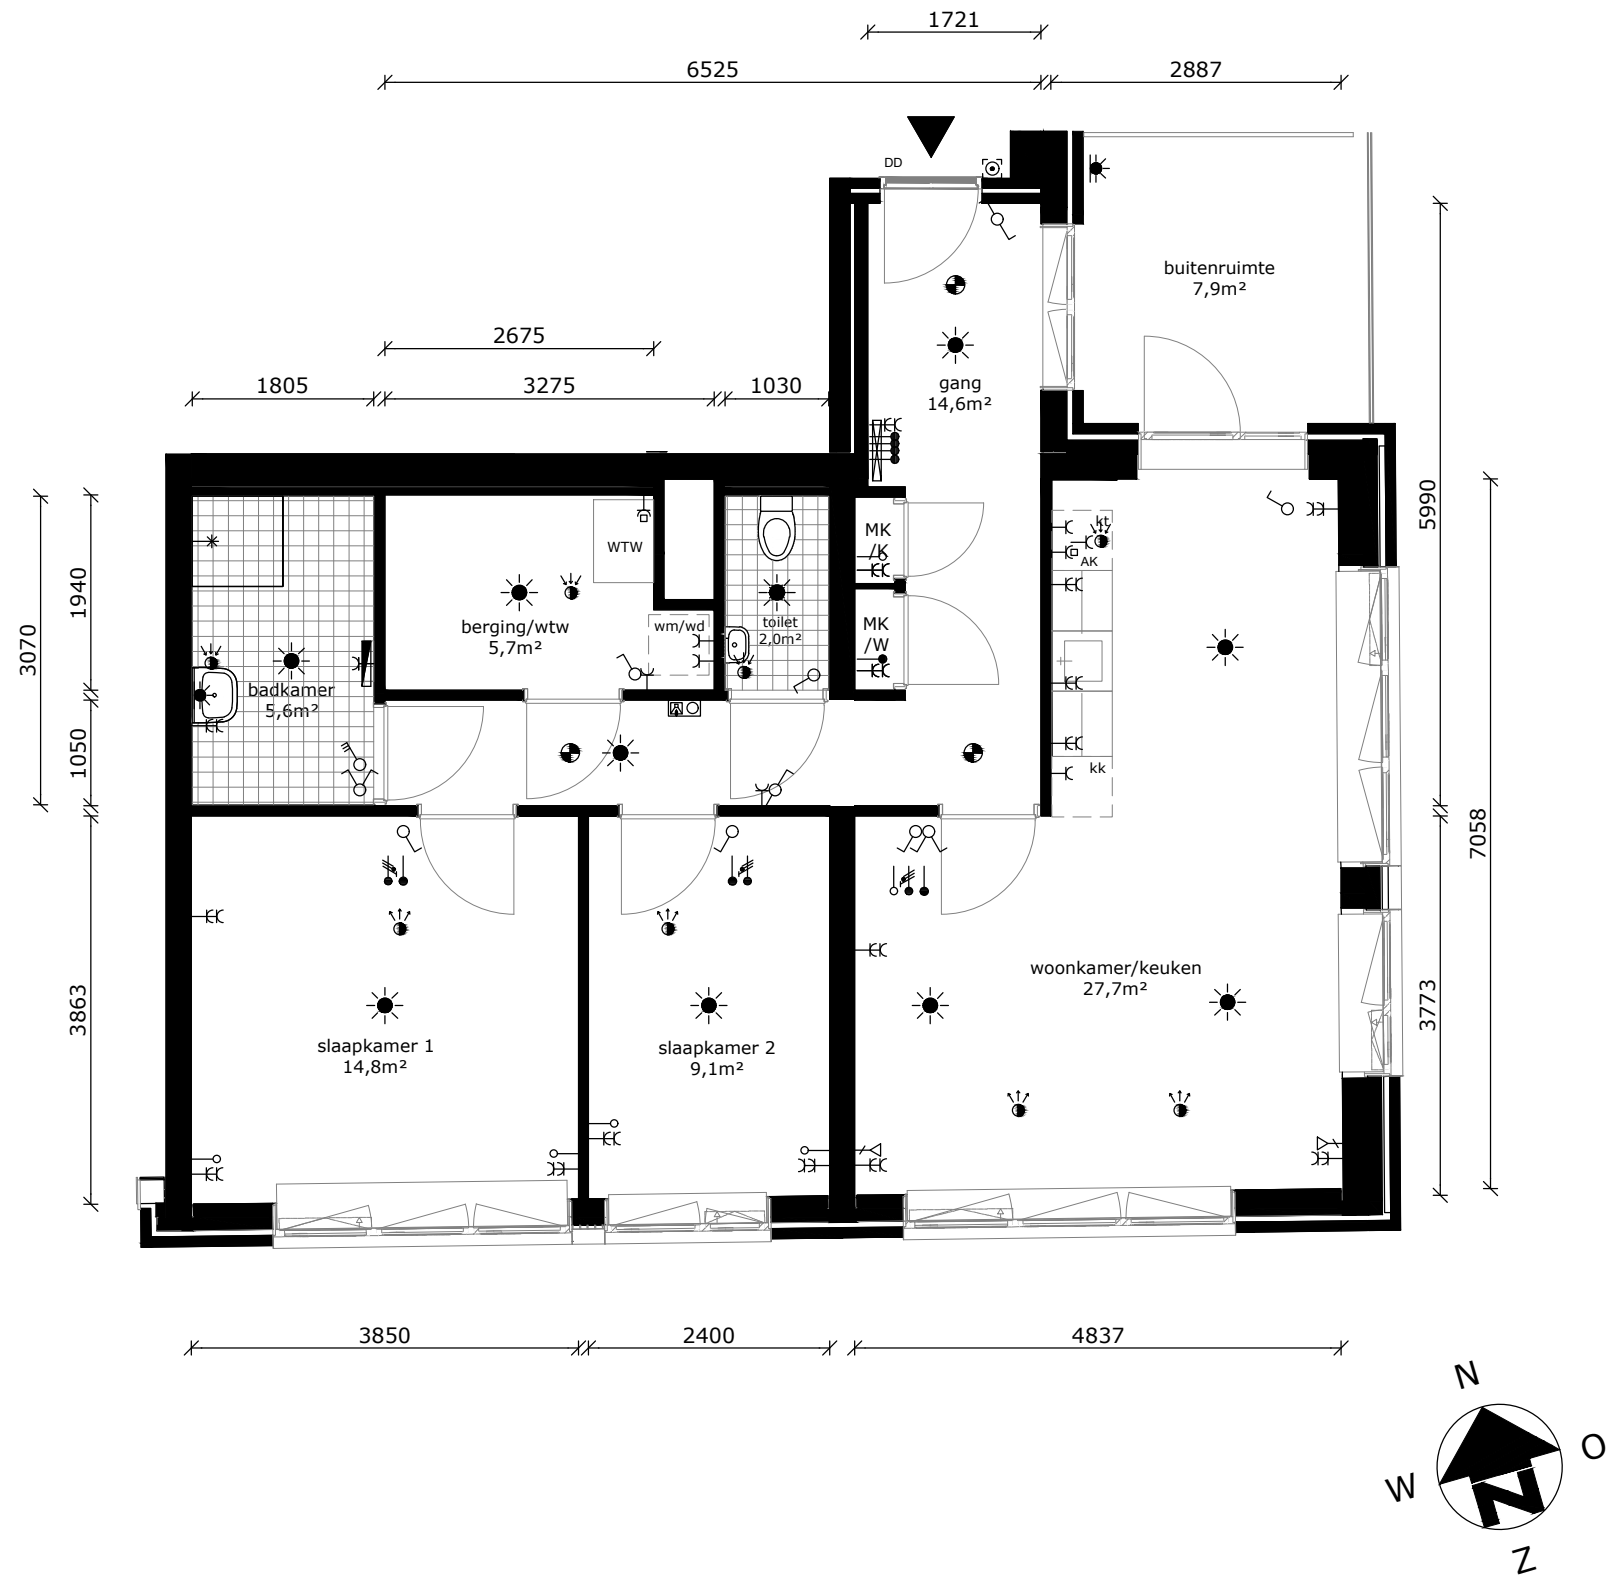 1721
6525
2887
DD
buitenruimte
7,9m²
2675
1805
3275
1030
gang
14,6m²
5990
3070
1940
1050
WTW
berging/wtw
5,7m²
wm/wd
toilet
2,0m²
MK
/K
MK
/W
kt
AK
kk
badkamer
5,6m²
7058
3863
3773
slaapkamer 1
14,8m²
slaapkamer 2
9,1m²
woonkamer/keuken
27,7m²
3850
2400
4837
N
O
W
N
Z